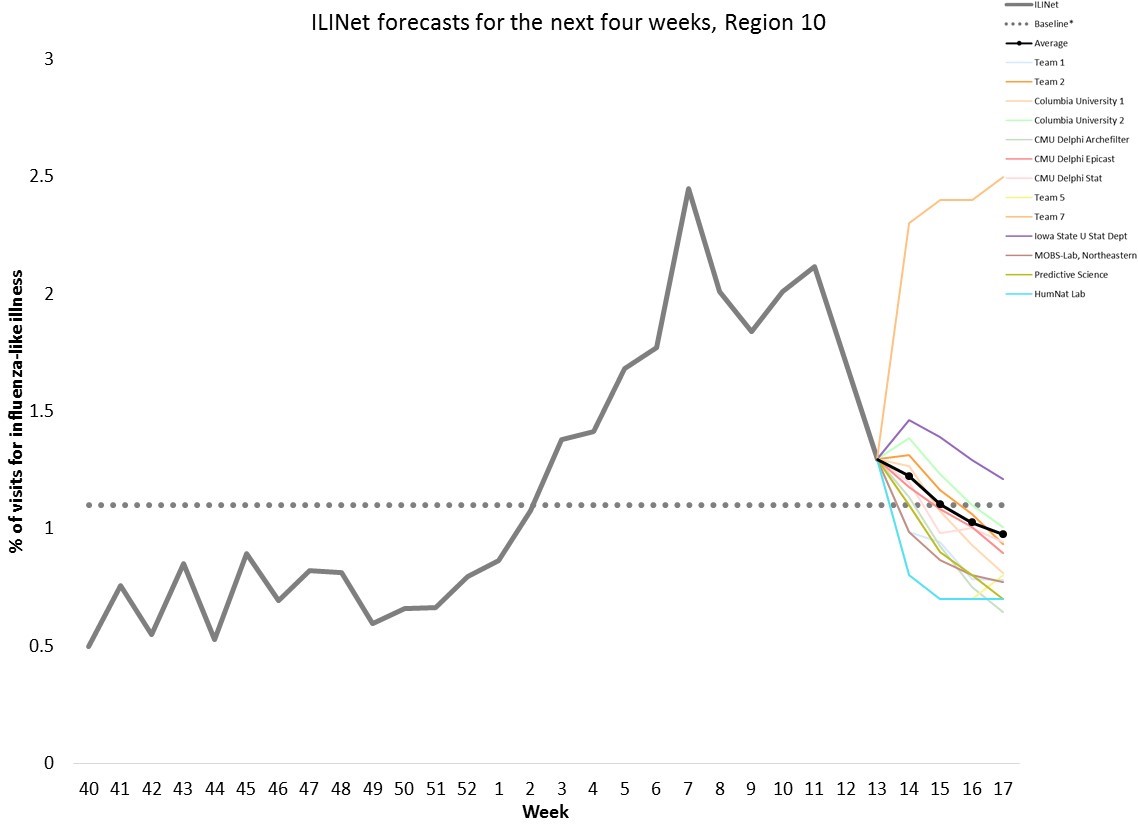 ILINet forecasts for the next four weeks, Region 10
ILINet
Baseline*
Average
Team 1
Team 2
Columbia University 1
Columbia University 2
CMU Delphi Archefilter
CMU Delphi Epicast
CMU Delphi Stat
Team 5
Team 7
Iowa State U Stat Dept
MOBS-Lab, Northeastern
Predictive Science
HumNat Lab
% of visits for influenza-like illness
3
2.5
2
1.5
1
0.5
0
40 41 42 43 44 45 46 47 48 49 50 51 52 1 2 3 4 5 6 7 8 9 10 11 12 13 14 15 16 17
Week